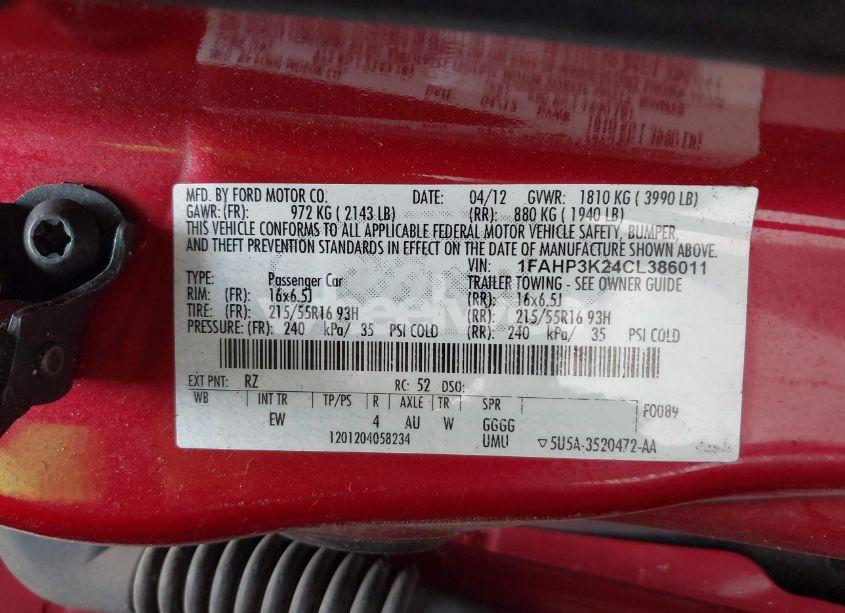 MFD. BY FORD MOTOR CO. DATE: 04/12 GVWR: 1810 KG ( 3990 LB)
GAWR: (FR): 972 KG ( 2143 LB) (RR): 880 KG ( 1940 LB)
THIS VEHICLE CONFORMS TO ALL APPLICABLE FEDERAL MOTOR VEHICLE SAFETY, BUMPER,
AND THEFT PREVENTION STANDARDS IN EFFECT ON THE DATE OF MANUFACTURE SHOWN ABOVE.
VIN: 1FAHP3K24CL386011
TYPE: Passenger Car TRAILER TOWING - SEE OWNER GUIDE
RIM: (FR): 16x6.5J (RR): 16x6.5J
TIRE: (FR): 215/55R16 93H (RR): 215/55R16 93H
PRESSURE: (FR): 240 kPa/ 35 PSI COLD (RR): 240 kPa/ 35 PSI COLD
EXT PNT: RZ RC: 52 DSO:
WB INT TR TP/PS R AXLE TR SPR F0089
EW 4 AU W GGGG
1201204058234 UMU ▽5U5A-3520472-AA